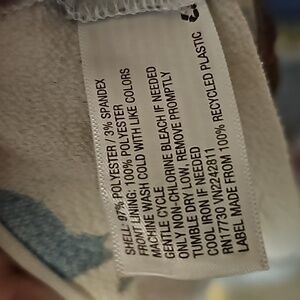 SHELL: 97% POLYESTER / 3% SPANDEX
FRONT LINING: 100% POLYESTER
MACHINE WASH COLD WITH LIKE COLORS
GENTLE CYCLE
ONLY NON-CHLORINE BLEACH IF NEEDED
TUMBLE DRY LOW, REMOVE PROMPTLY
COOL IRON IF NEEDED
RN17730 VN2242811
LABEL MADE FROM 100% RECYCLED PLASTIC